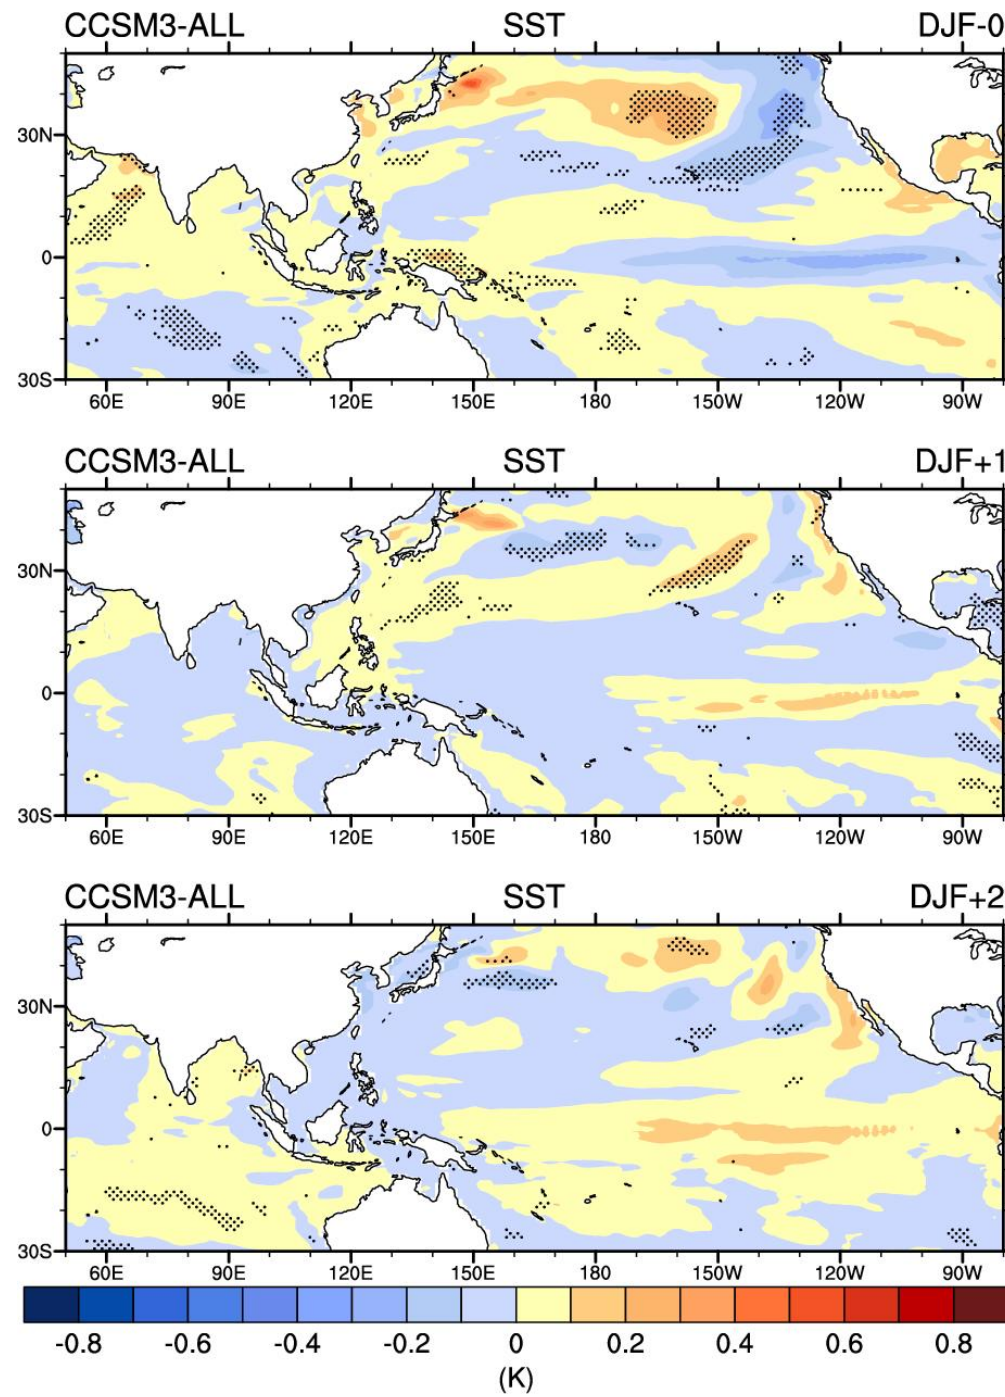 CCSM3-ALL SST DJF-0
30N
0
30S
60E 90E 120E 150E 180 150W 120W 90W
CCSM3-ALL SST DJF+1
30N
0
30S
60E 90E 120E 150E 180 150W 120W 90W
CCSM3-ALL SST DJF+2
30N
0
30S
60E 90E 120E 150E 180 150W 120W 90W
-0.8 -0.6 -0.4 -0.2 0 0.2 0.4 0.6 0.8
(K)